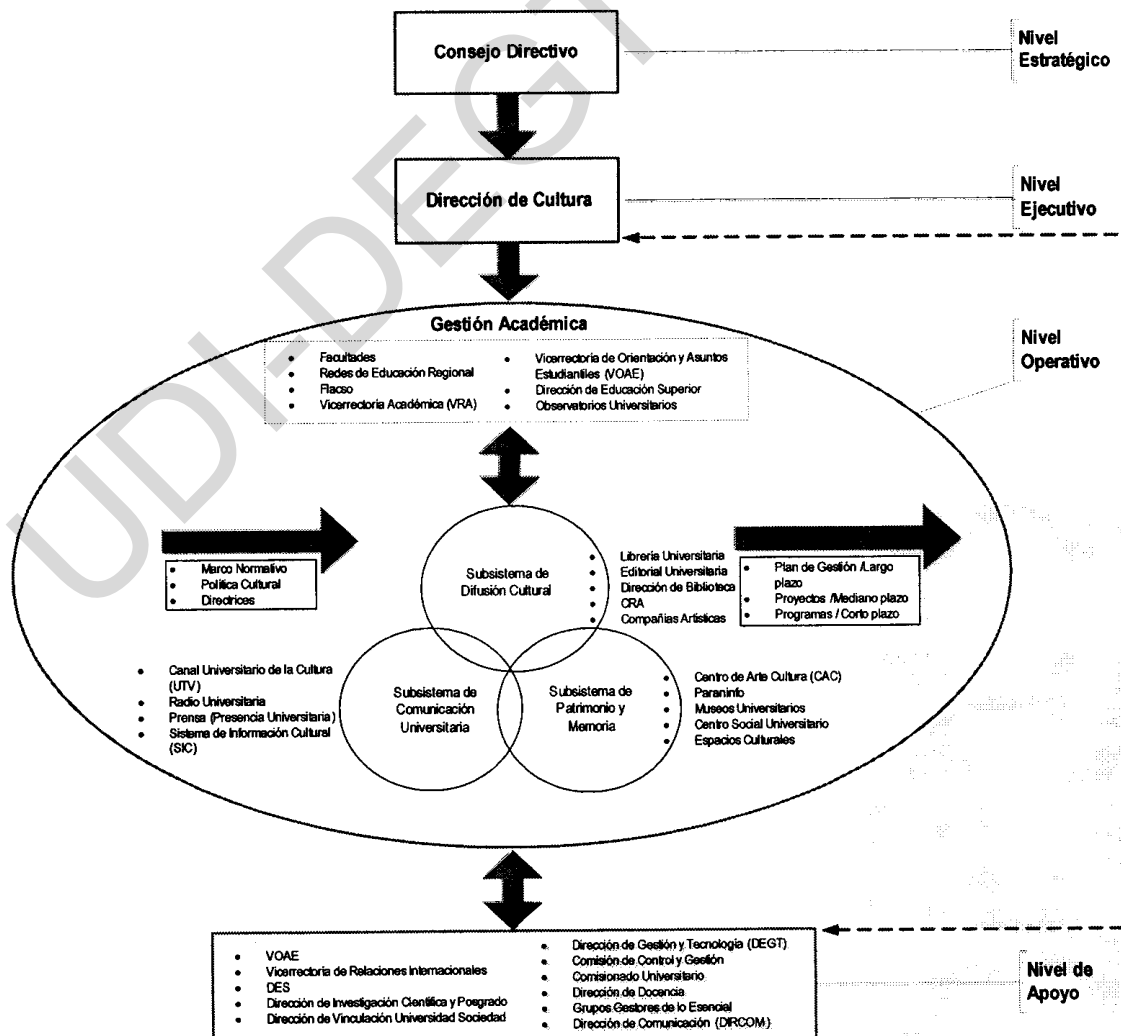 UDI-DEGT
Consejo Directivo
Nivel
Estratégico
Dirección de Cultura
Nivel
Ejecutivo
Nivel
Operativo
Gestión Académica
• Facultades
• Redes de Educación Regional
• Flacso
• Vicerrectoría Académica (VRA)
• Vicerrectoría de Orientación y Asuntos
Estudiantiles (VOAE)
• Dirección de Educación Superior
• Observatorios Universitarios
• Marco Normativo
• Política Cultural
• Directrices
Subsistema de
Difusión Cultural
• Librería Universitaria
• Editorial Universitaria
• Dirección de Biblioteca
• CRA
• Compañías Artísticas
• Plan de Gestión /Largo
plazo
• Proyectos /Mediano plazo
• Programas / Corto plazo
• Canal Universitario de la Cultura
(UTV)
• Radio Universitaria
• Prensa (Presencia Universitaria)
• Sistema de Información Cultural
(SIC)
Subsistema de
Comunicación
Universitaria
Subsistema de
Patrimonio y
Memoria
• Centro de Arte Cultura (CAC)
• Paraninfo
• Museos Universitarios
• Centro Social Universitario
• Espacios Culturales
• VOAE
• Vicerrectoría de Relaciones Internacionales
• DES
• Dirección de Investigación Científica y Posgrado
• Dirección de Vinculación Universidad Sociedad
• Dirección de Gestión y Tecnología (DEGT)
• Comisión de Control y Gestión
• Comisionado Universitario
• Dirección de Docencia
• Grupos Gestores de lo Esencial
• Dirección de Comunicación (DIRCOM)
Nivel de
Apoyo